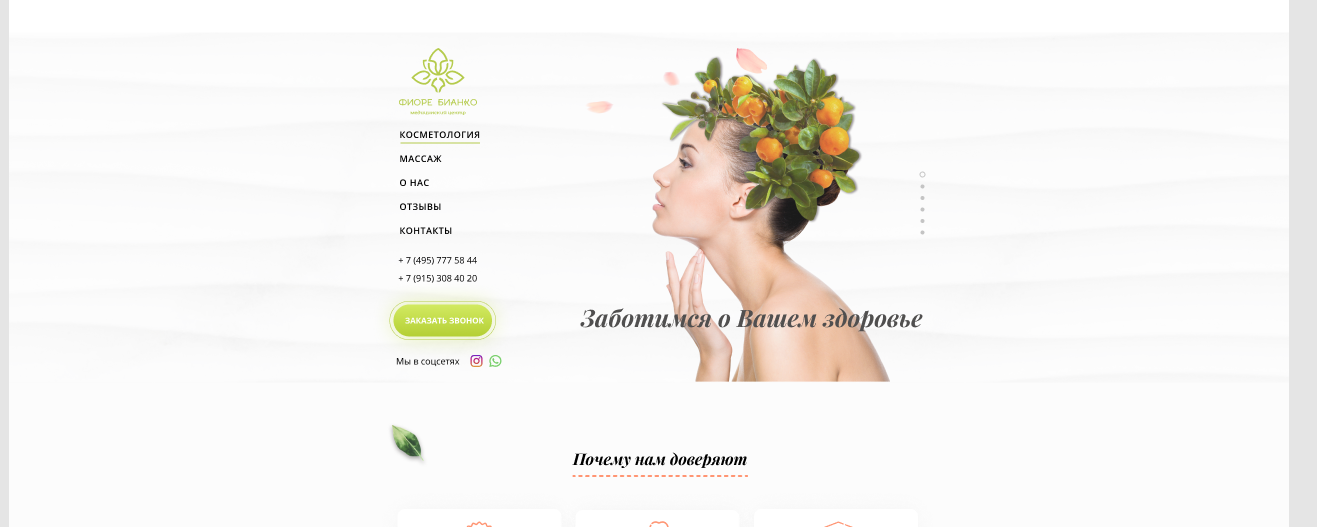 ФИОРЕ БИАНКО
медицинский центр
КОСМЕТОЛОГИЯ
МАССАЖ
О НАС
ОТЗЫВЫ
КОНТАКТЫ
+ 7 (495) 777 58 44
+ 7 (915) 308 40 20
ЗАКАЗАТЬ ЗВОНОК
Мы в соцсетях
Заботимся о Вашем здоровье
Почему нам доверяют